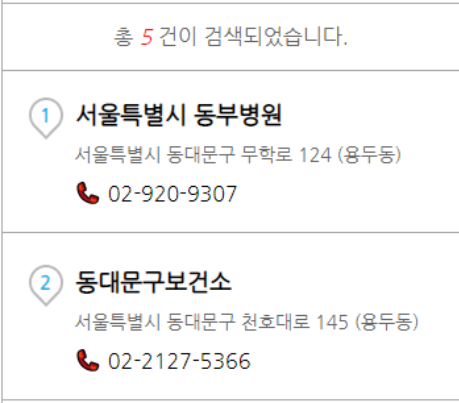 총 5 건이 검색되었습니다.
1 서울특별시 동부병원
서울특별시 동대문구 무학로 124 (용두동)
02-920-9307
2 동대문구보건소
서울특별시 동대문구 천호대로 145 (용두동)
02-2127-5366